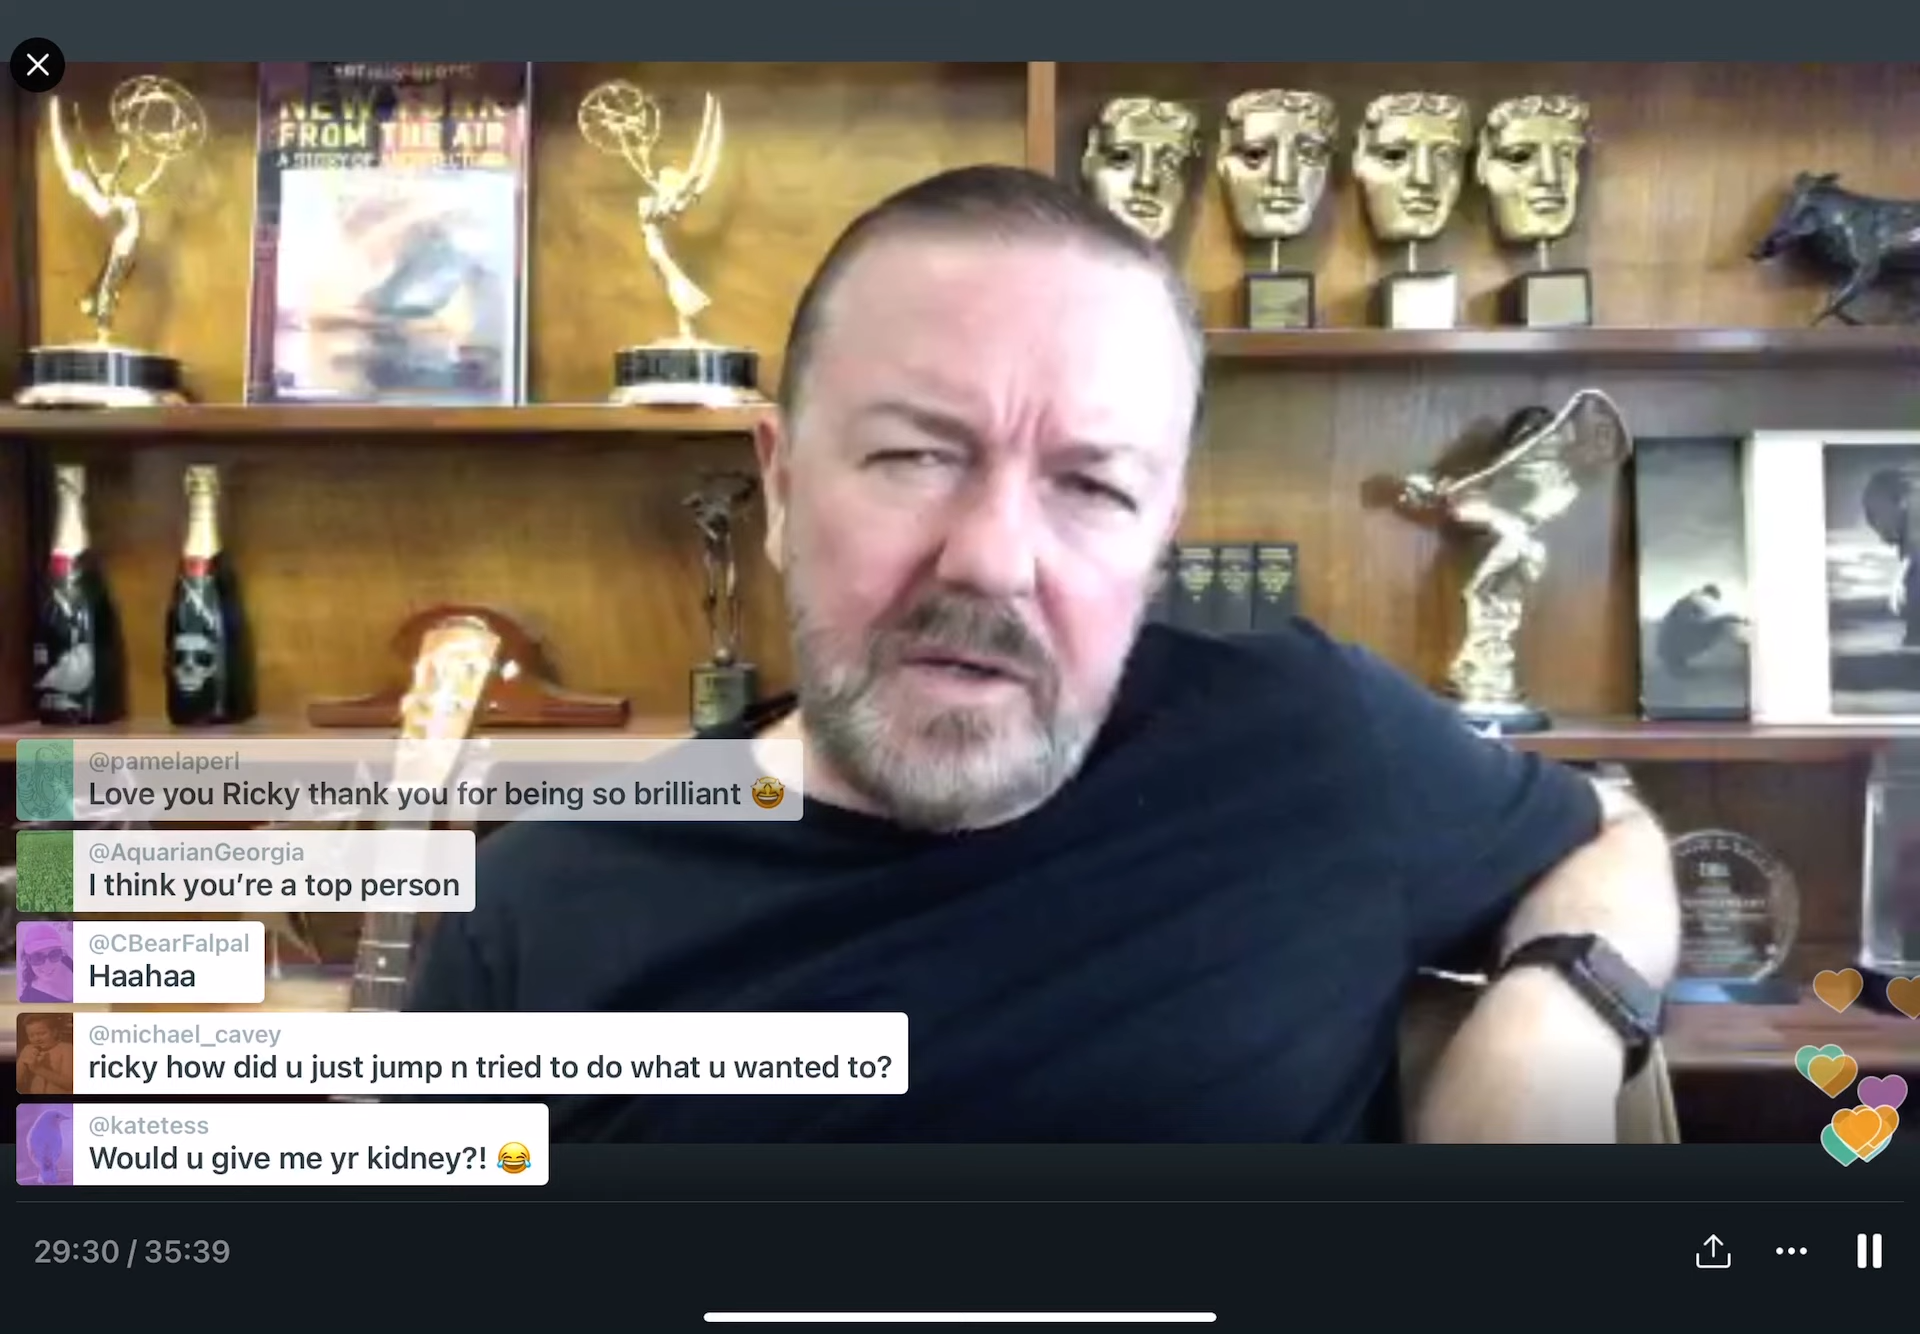 FROM THE AIR
@pamelaperl
Love you Ricky thank you for being so brilliant 🤩
@AquarianGeorgia
I think you’re a top person
@CBearFalpal
Haahaa
@michael_cavey
ricky how did u just jump n tried to do what u wanted to?
@katetess
Would u give me yr kidney?! 😂
29:30 / 35:39